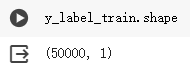 y_label_train.shape
(50000, 1)